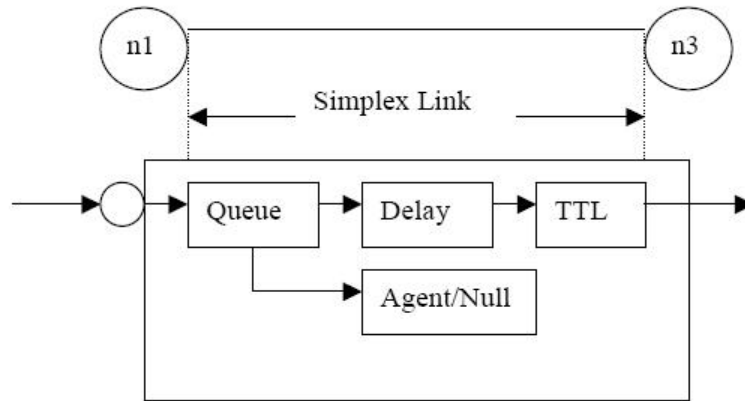 n1
n3
Simplex Link
Queue
Delay
TTL
Agent/Null